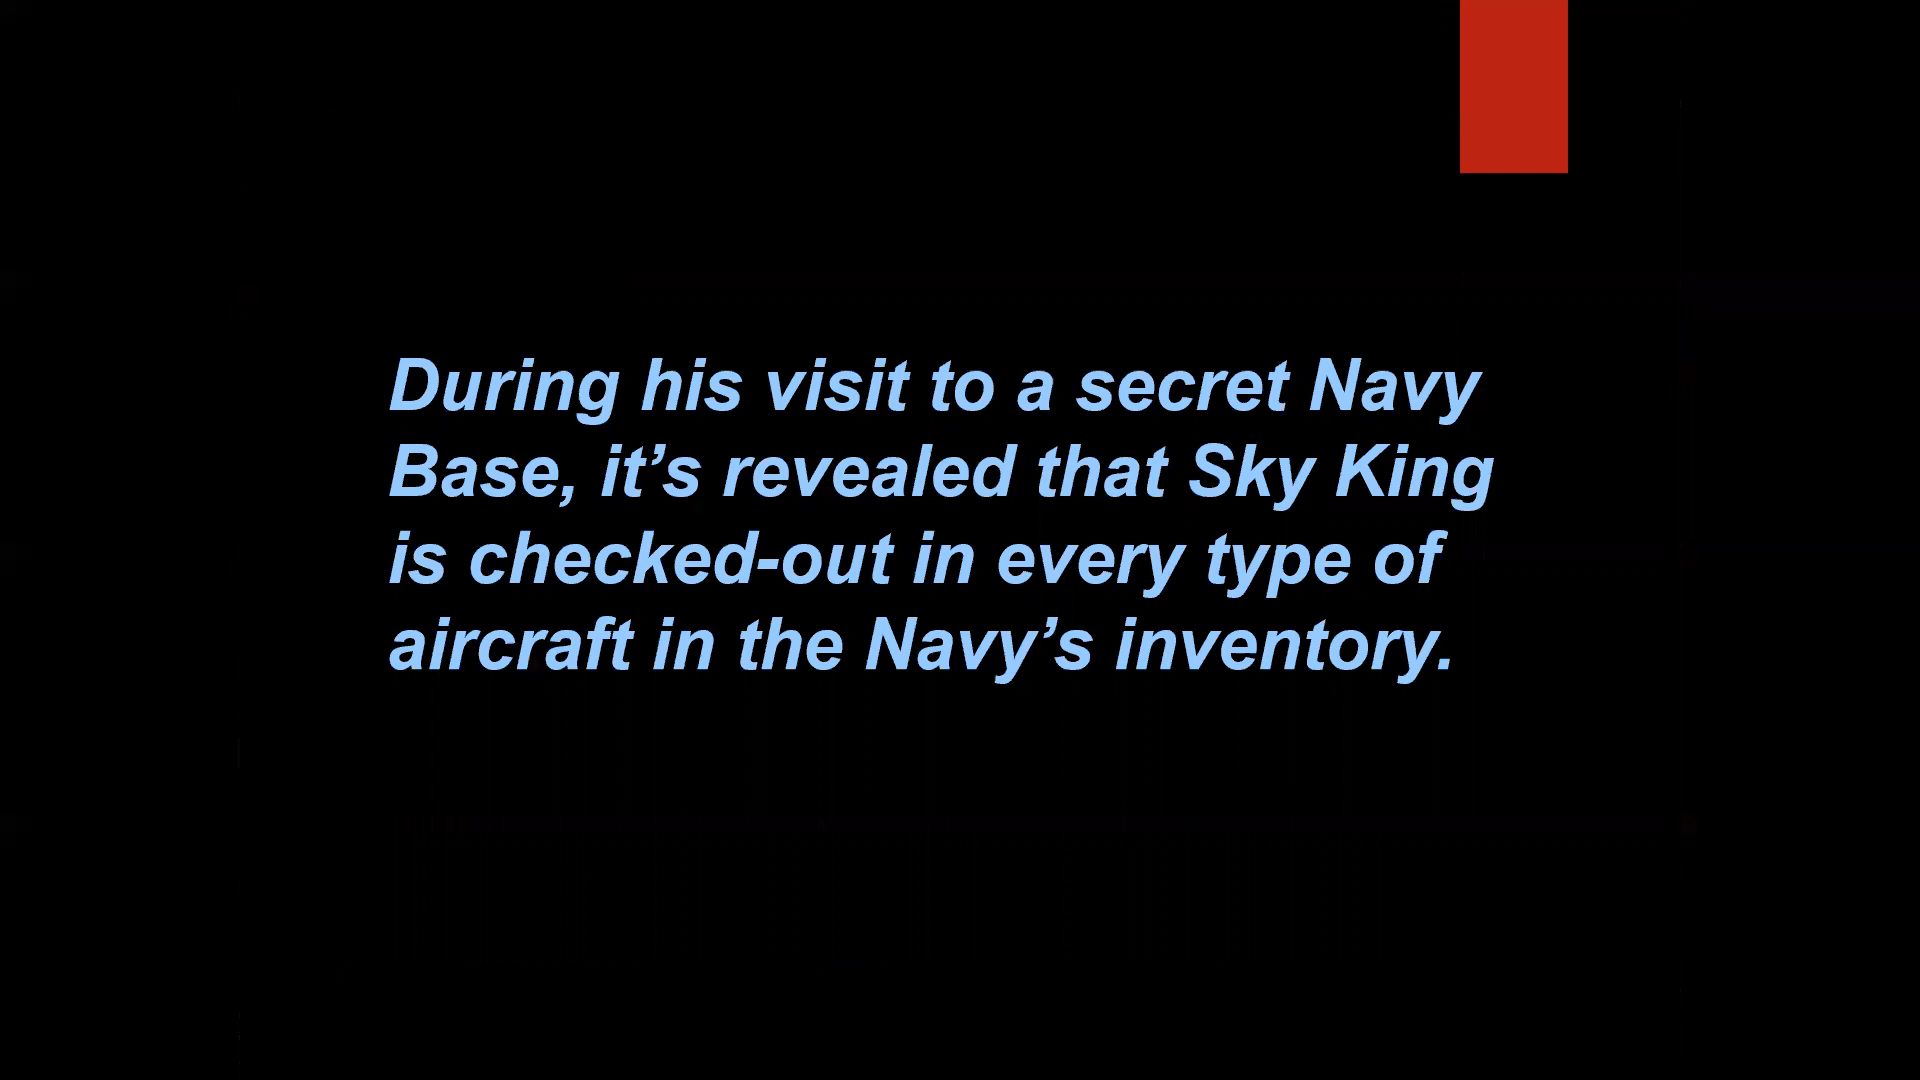 During his visit to a secret Navy
Base, it’s revealed that Sky King
is checked-out in every type of
aircraft in the Navy’s inventory.